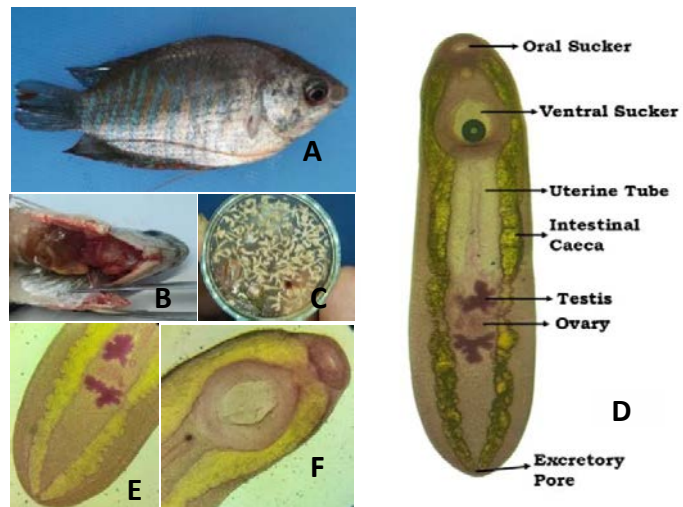 A
B
C
E
F
Oral Sucker
Ventral Sucker
Uterine Tube
Intestinal
Caeca
Testis
Ovary
D
Excretory
Pore